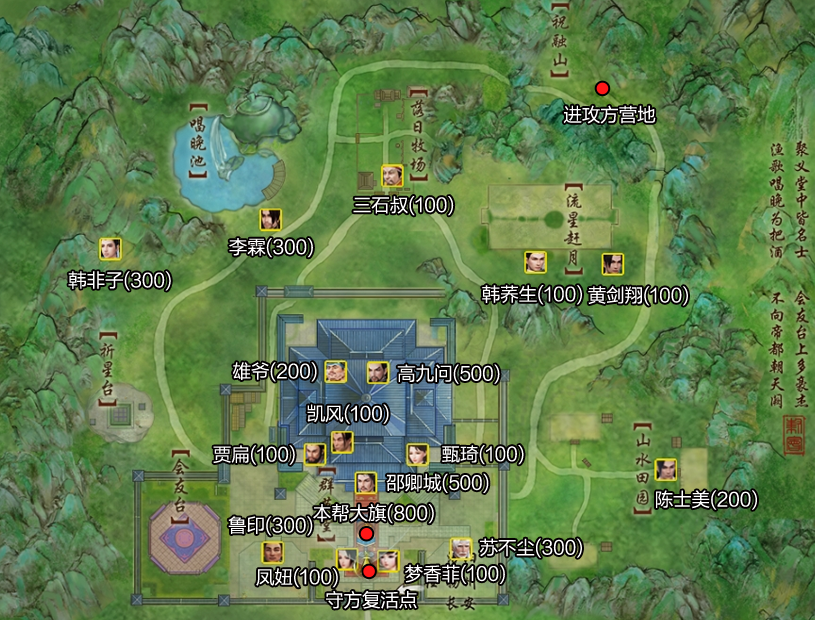 【祝融山】
进攻方营地
【落日牧场】
【唱晚池】
三石叔(100)
【流星赶月】
李霖(300)
韩非子(300)
韩荞生(100)
黄剑翔(100)
聚义堂中皆名士
渔歌唱晚为把酒
会友台上多豪杰
不向帝都朝天阙
【祈星台】
雄爷(200)
高九问(500)
凯风(100)
贾扁(100)
甄琦(100)
【会友台】
【山水田园】
邵卿城(500)
陈士美(200)
本帮大旗(800)
鲁印(300)
苏不尘(300)
凤妞(100)
梦香菲(100)
守方复活点
长安